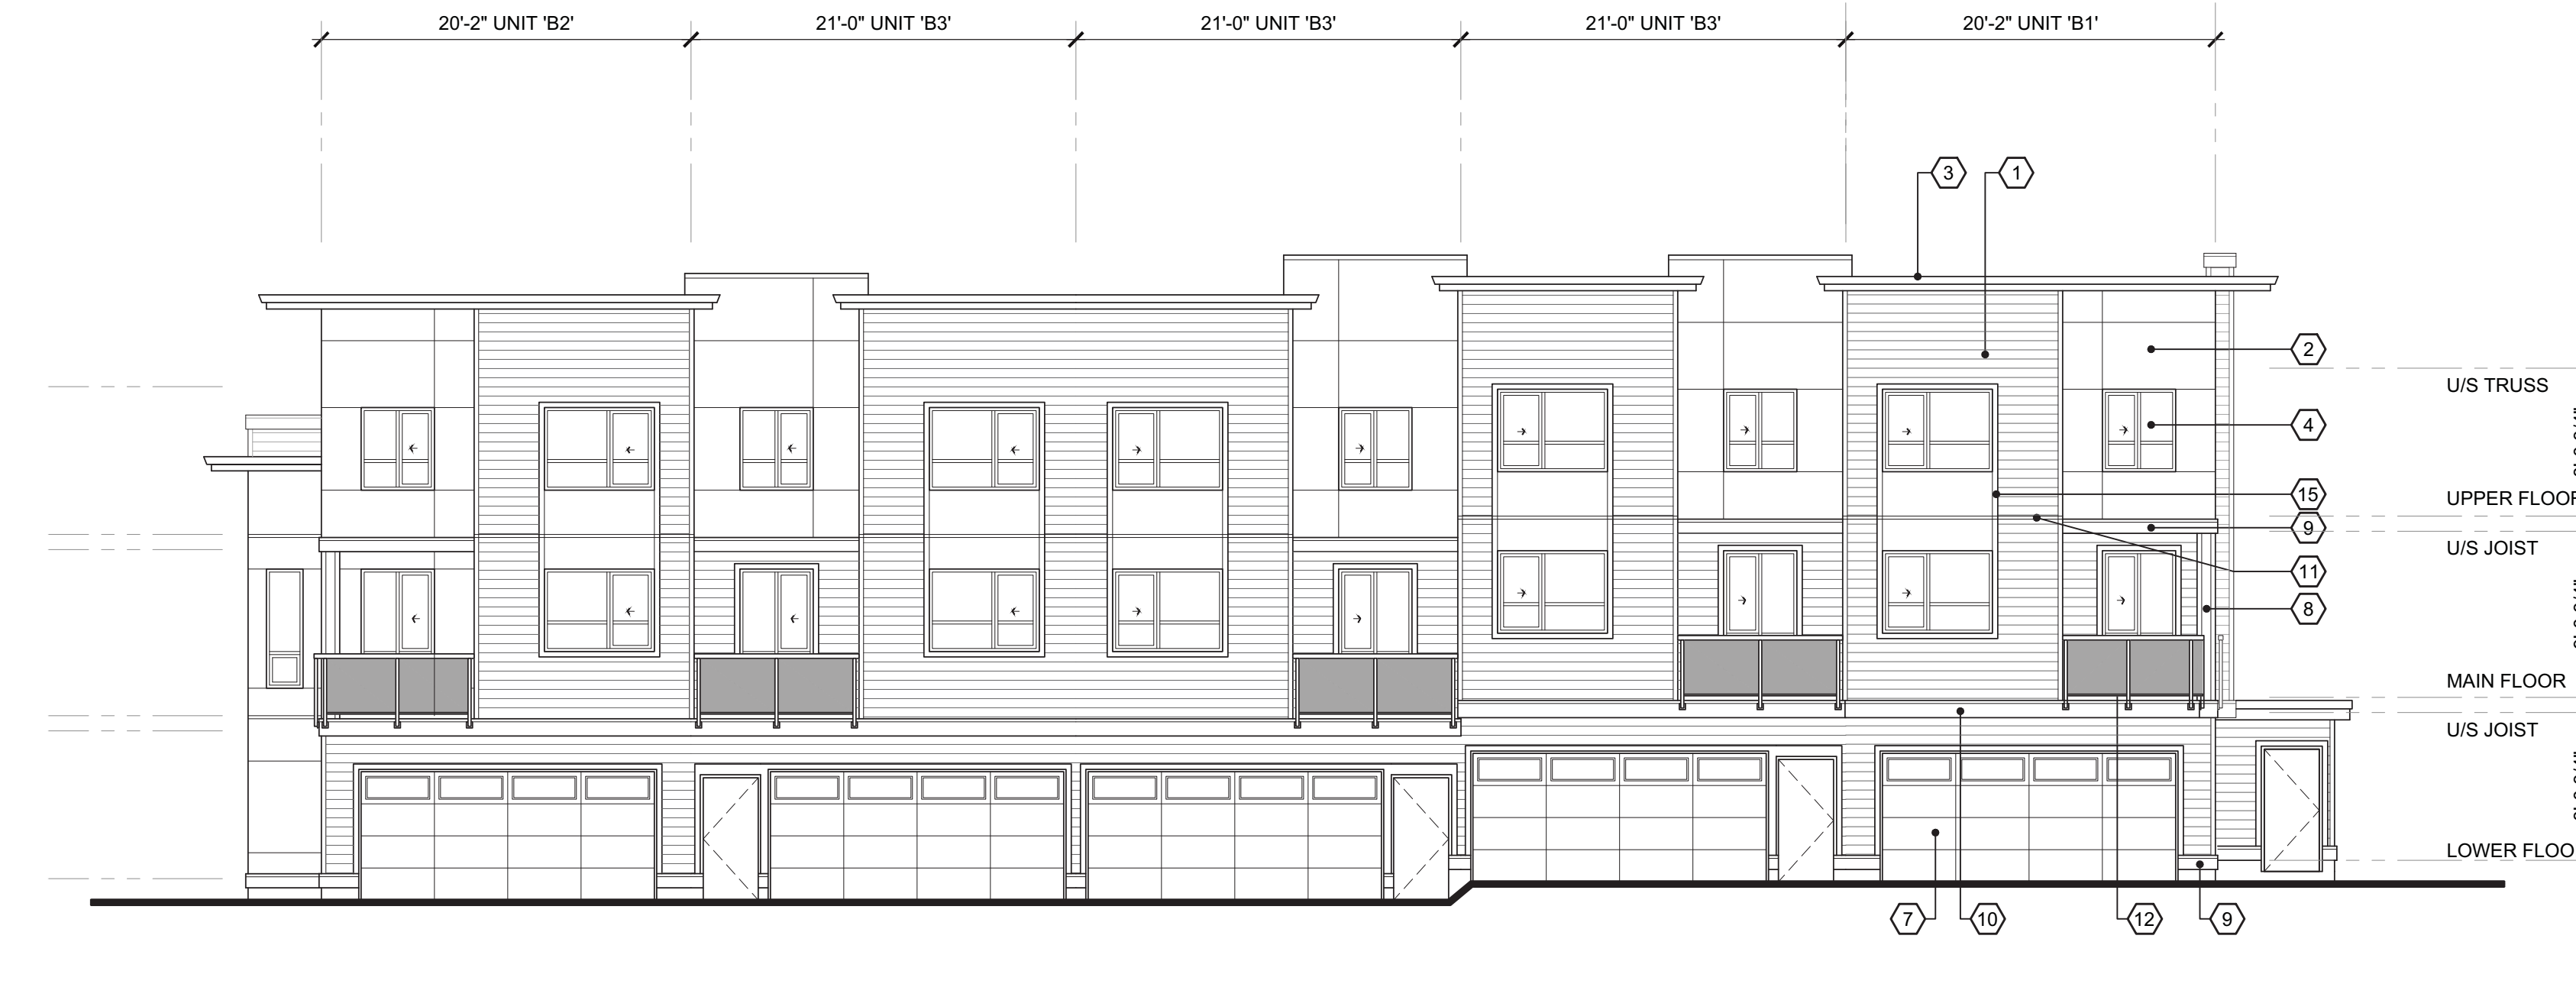 20'-2" UNIT 'B2'
21'-0" UNIT 'B3'
21'-0" UNIT 'B3'
21'-0" UNIT 'B3'
20'-2" UNIT 'B1'
3
1
2
U/S TRUSS
4
15
UPPER FLOOR
9
U/S JOIST
11
8
MAIN FLOOR
U/S JOIST
LOWER FLOO
7
10
12
9